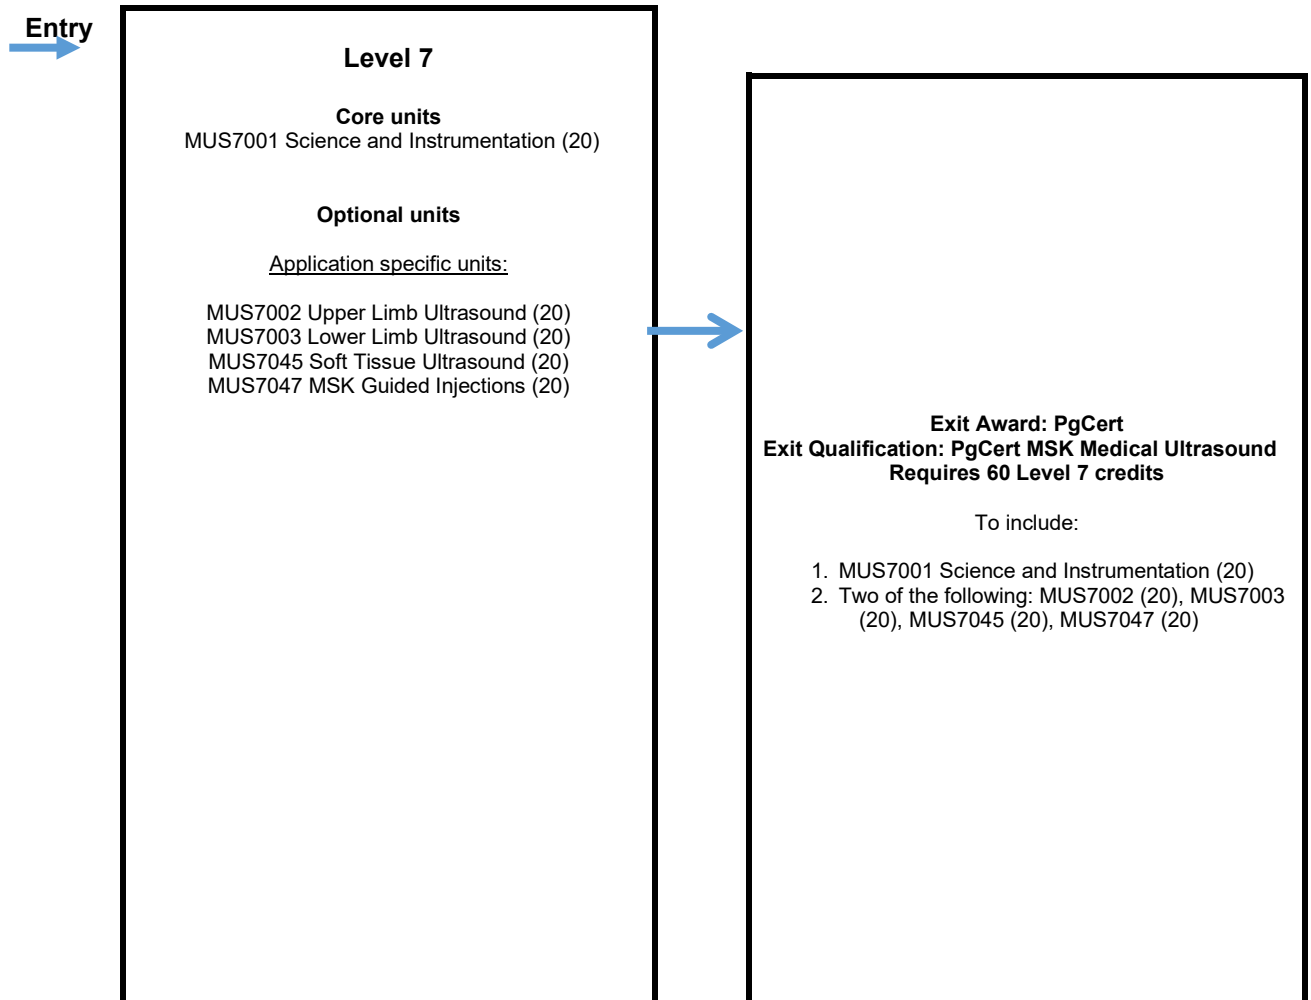 Entry
Level 7
Core units
MUS7001 Science and Instrumentation (20)
Optional units
Application specific units:
MUS7002 Upper Limb Ultrasound (20)
MUS7003 Lower Limb Ultrasound (20)
MUS7045 Soft Tissue Ultrasound (20)
MUS7047 MSK Guided Injections (20)
Exit Award: PgCert
Exit Qualification: PgCert MSK Medical Ultrasound
Requires 60 Level 7 credits
To include:
1. MUS7001 Science and Instrumentation (20)
2. Two of the following: MUS7002 (20), MUS7003
(20), MUS7045 (20), MUS7047 (20)